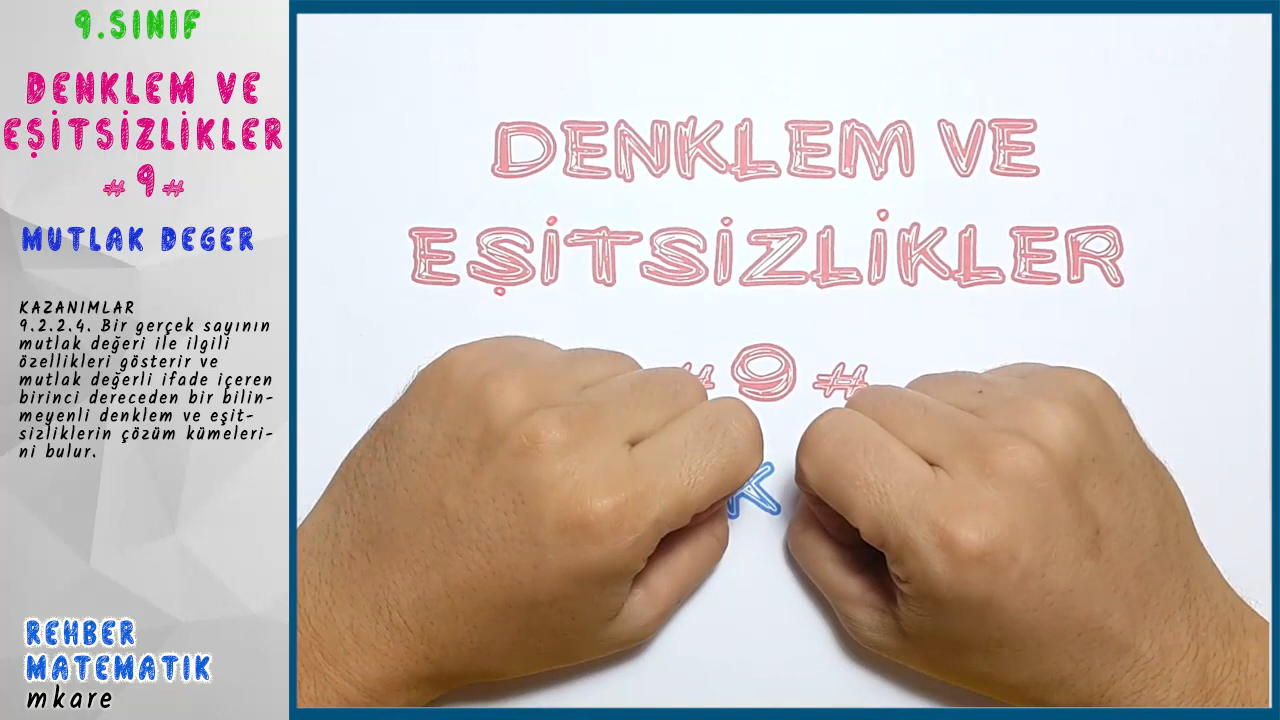 9.SINIF
DENKLEM VE
EŞİTSİZLİKLER
#9#
MUTLAK DEGER
KAZANIMLAR
9.2.2.4. Bir gerçek sayının
mutlak değeri ile ilgili
özellikleri gösterir ve
mutlak değerli ifade içeren
birinci dereceden bir bilin-
meyenli denklem ve eşit-
sizliklerin çözüm kümeleri-
ni bulur.
REHBER
MATEMATIK
mkare
DENKLEM VE
EŞİTSİZLİKLER
#9#
K